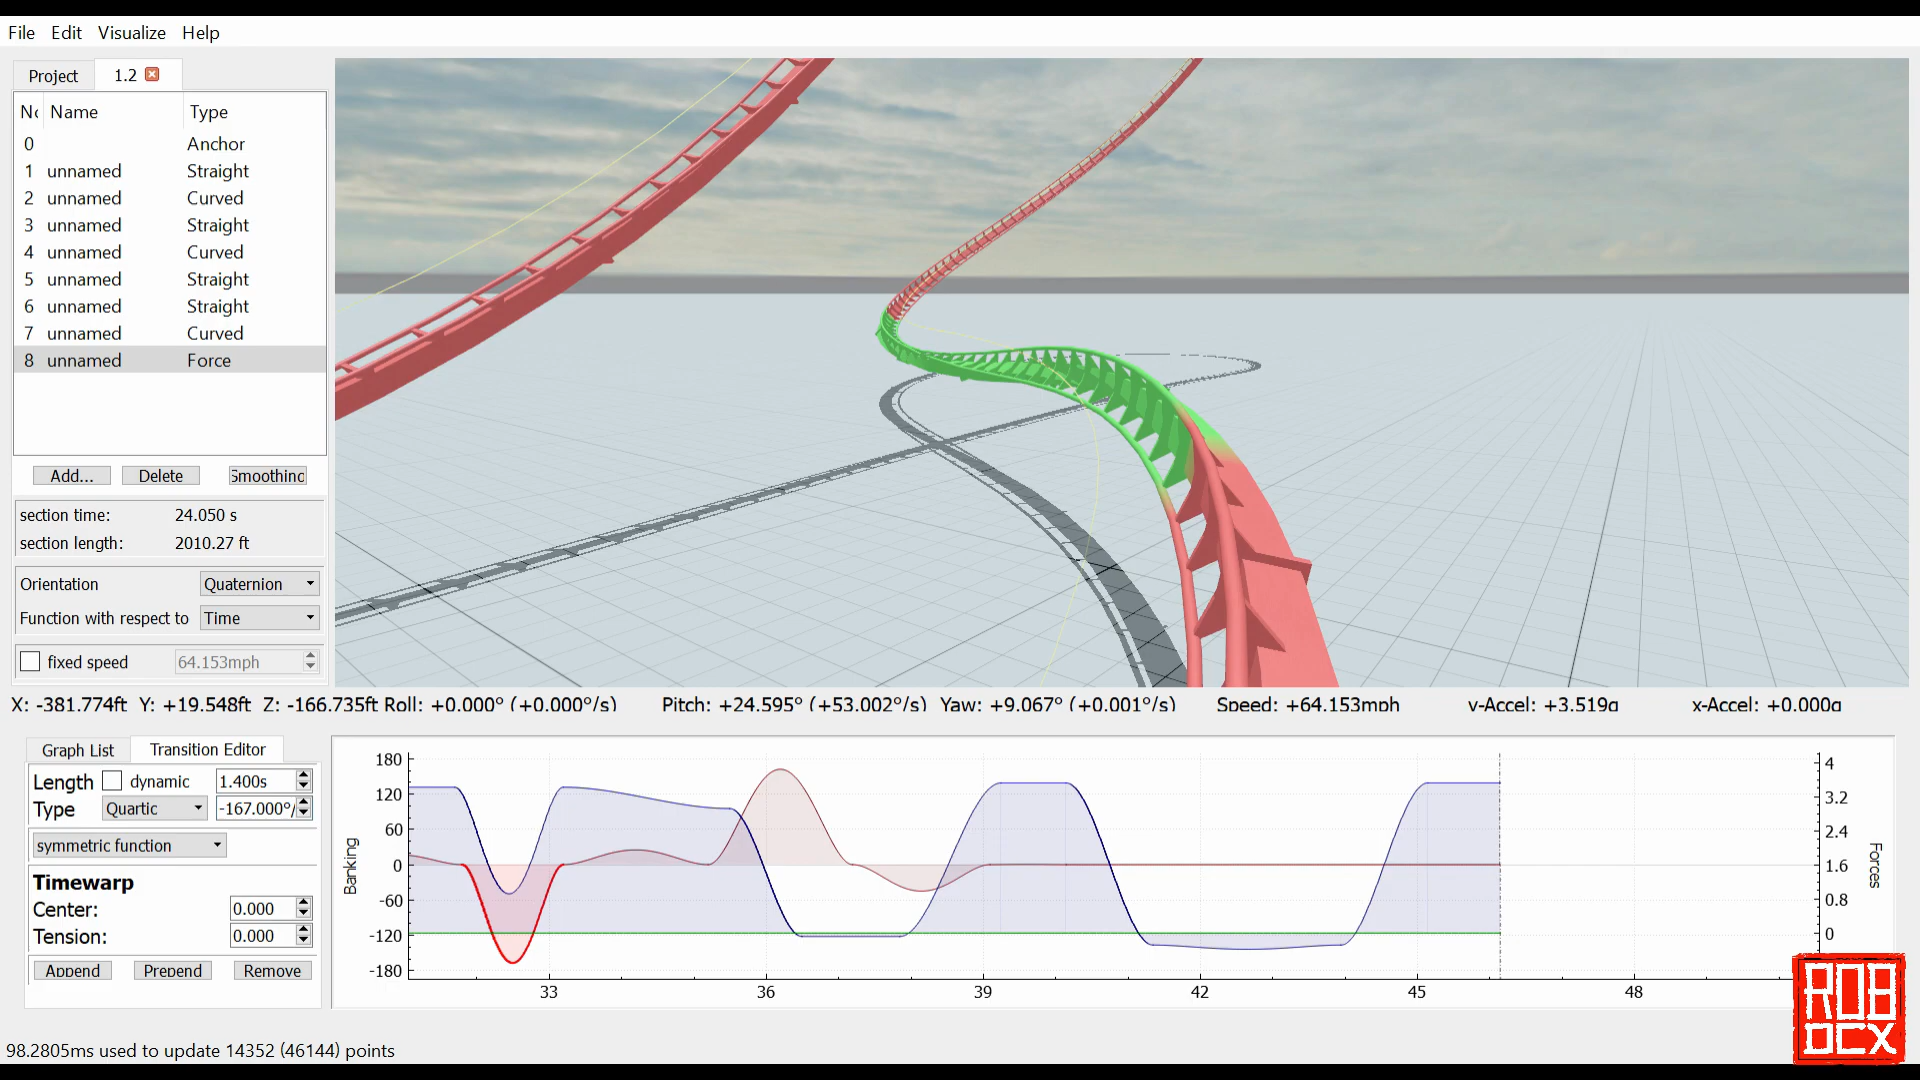 File Edit Visualize Help
Project 1.2
Name Type
0 Anchor
1 unnamed Straight
2 unnamed Curved
3 unnamed Straight
4 unnamed Curved
5 unnamed Straight
6 unnamed Straight
7 unnamed Curved
8 unnamed Force
Add... Delete Smoothing
section time: 24.050 s
section length: 2010.27 ft
Orientation Quaternion
Function with respect to Time
fixed speed 64.153mph
X: -381.774ft Y: +19.548ft Z: -166.735ft Roll: +0.000° (+0.000°/s) Pitch: +24.595° (+53.002°/s) Yaw: +9.067° (+0.001°/s) Speed: +64.153mph y-Accel: +3.519g x-Accel: +0.000g
Graph List Transition Editor
Length dynamic 1.400s
Type Quartic -167.000°/
symmetric function
Timewarp
Center: 0.000
Tension: 0.000
Append Prepend Remove
Banking
180
120
60
0
-60
-120
-180
33 36 39 42 45 48
4
3.2
2.4
1.6
0.8
0
Forces
ROB
DCX
98.2805ms used to update 14352 (46144) points